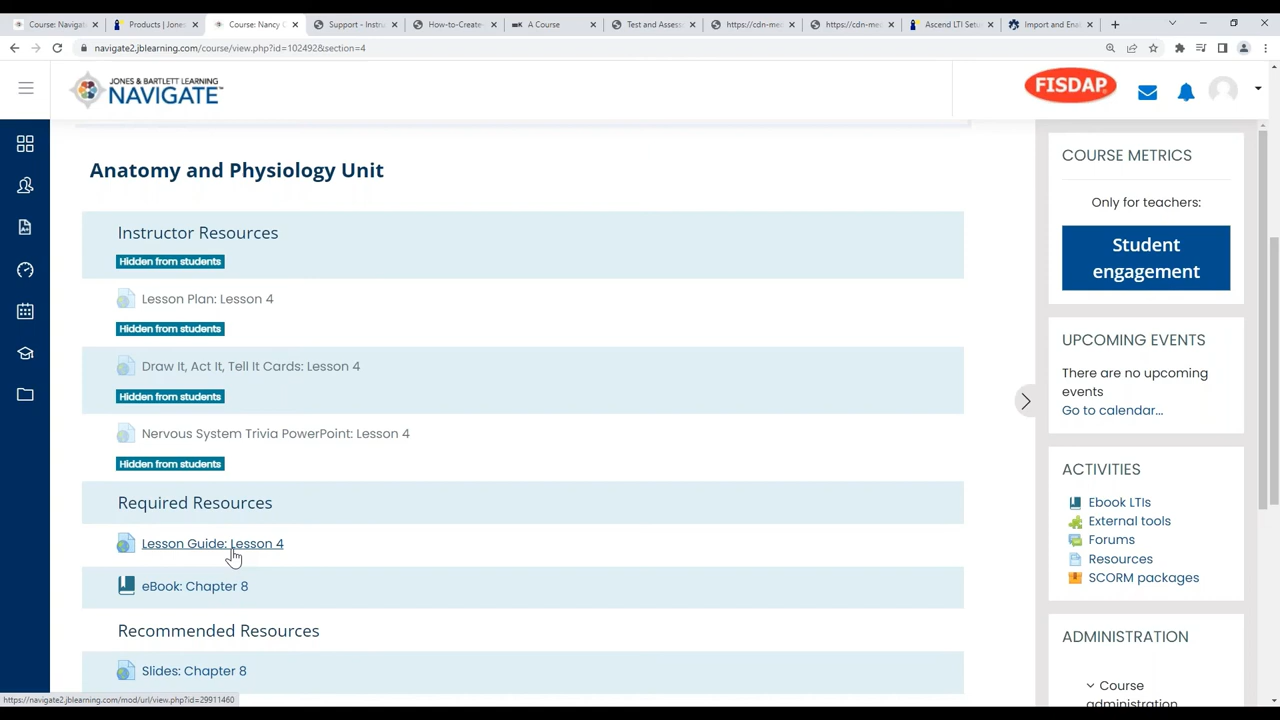 Course: Navigat
Products | Jones
Course: Nancy C
Support - Instru
How-to-Create-
A Course
Test and Assess
https://cdn-med
https://cdn-med
Ascend LTI Setu
Import and Enal
navigate2.jblearning.com/course/view.php?id=102492&section=4
JONES & BARTLETT LEARNING
NAVIGATE
FISDAP
Anatomy and Physiology Unit
Instructor Resources
Hidden from students
Lesson Plan: Lesson 4
Hidden from students
Draw It, Act It, Tell It Cards: Lesson 4
Hidden from students
Nervous System Trivia PowerPoint: Lesson 4
Hidden from students
Required Resources
Lesson Guide: Lesson 4
eBook: Chapter 8
Recommended Resources
Slides: Chapter 8
COURSE METRICS
Only for teachers:
Student
engagement
UPCOMING EVENTS
There are no upcoming
events
Go to calendar...
ACTIVITIES
Ebook LTIs
External tools
Forums
Resources
SCORM packages
ADMINISTRATION
Course
administration
https://navigate2.jblearning.com/mod/url/view.php?id=29911460